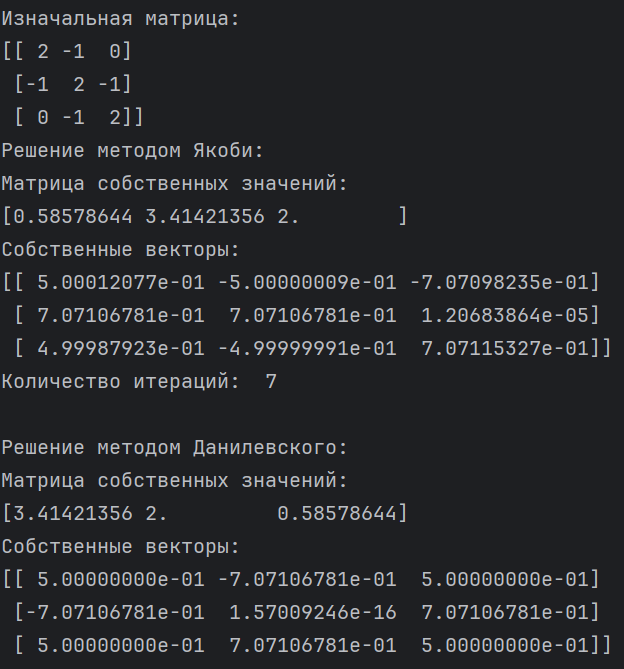 Изначальная матрица:
[[ 2 -1  0]
 [-1  2 -1]
 [ 0 -1  2]]
Решение методом Якоби:
Матрица собственных значений:
[0.58578644 3.41421356 2.        ]
Собственные векторы:
[[ 5.00012077e-01 -5.00000009e-01 -7.07098235e-01]
 [ 7.07106781e-01  7.07106781e-01  1.20683864e-05]
 [ 4.99987923e-01 -4.99999991e-01  7.07115327e-01]]
Количество итераций:  7

Решение методом Данилевского:
Матрица собственных значений:
[3.41421356 2.         0.58578644]
Собственные векторы:
[[ 5.00000000e-01 -7.07106781e-01  5.00000000e-01]
 [-7.07106781e-01  1.57009246e-16  7.07106781e-01]
 [ 5.00000000e-01  7.07106781e-01  5.00000000e-01]]